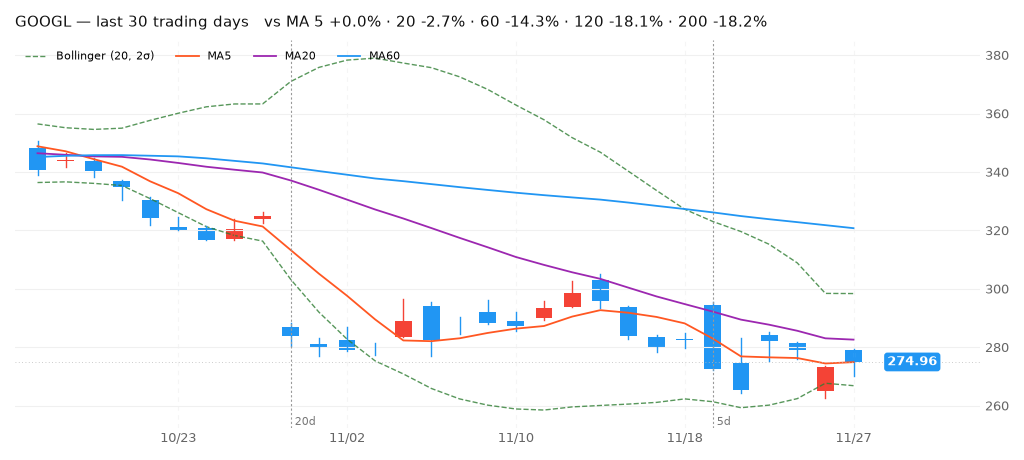 GOOGL — last 30 trading days   vs MA 5 +0.0% · 20 -2.7% · 60 -14.3% · 120 -18.1% · 200 -18.2%
Bollinger (20, 2σ)   MA5   MA20   MA60
380
360
340
320
300
280
274.96
260
20d
5d
10/23   11/02   11/10   11/18   11/27